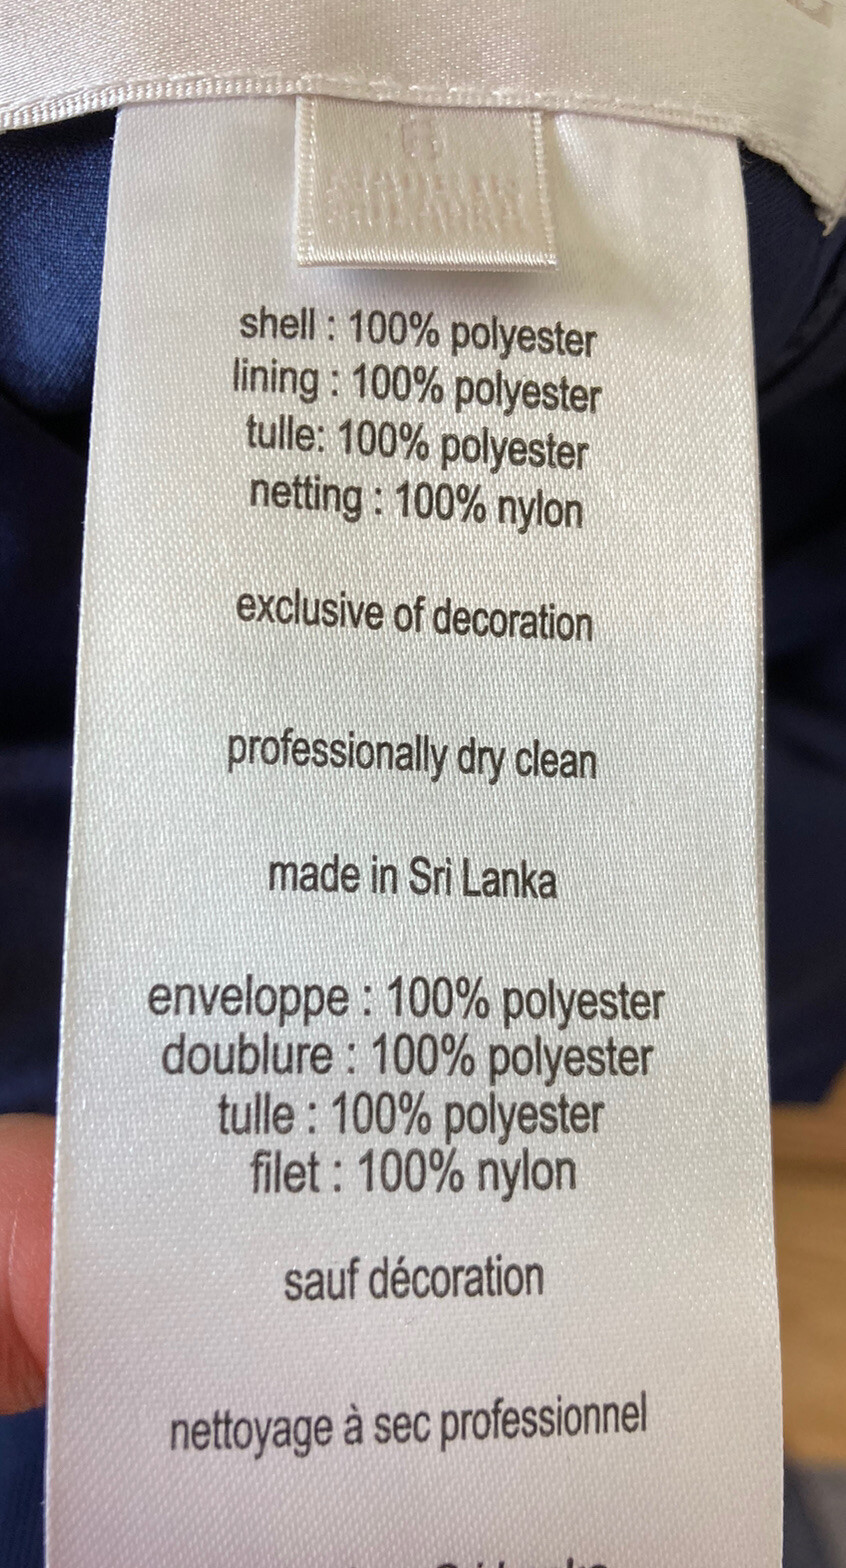 shell : 100% polyester
lining : 100% polyester
tulle: 100% polyester
netting : 100% nylon
exclusive of decoration
professionally dry clean
made in Sri Lanka
enveloppe : 100% polyester
doublure : 100% polyester
tulle : 100% polyester
filet : 100% nylon
sauf décoration
nettoyage à sec professionnel